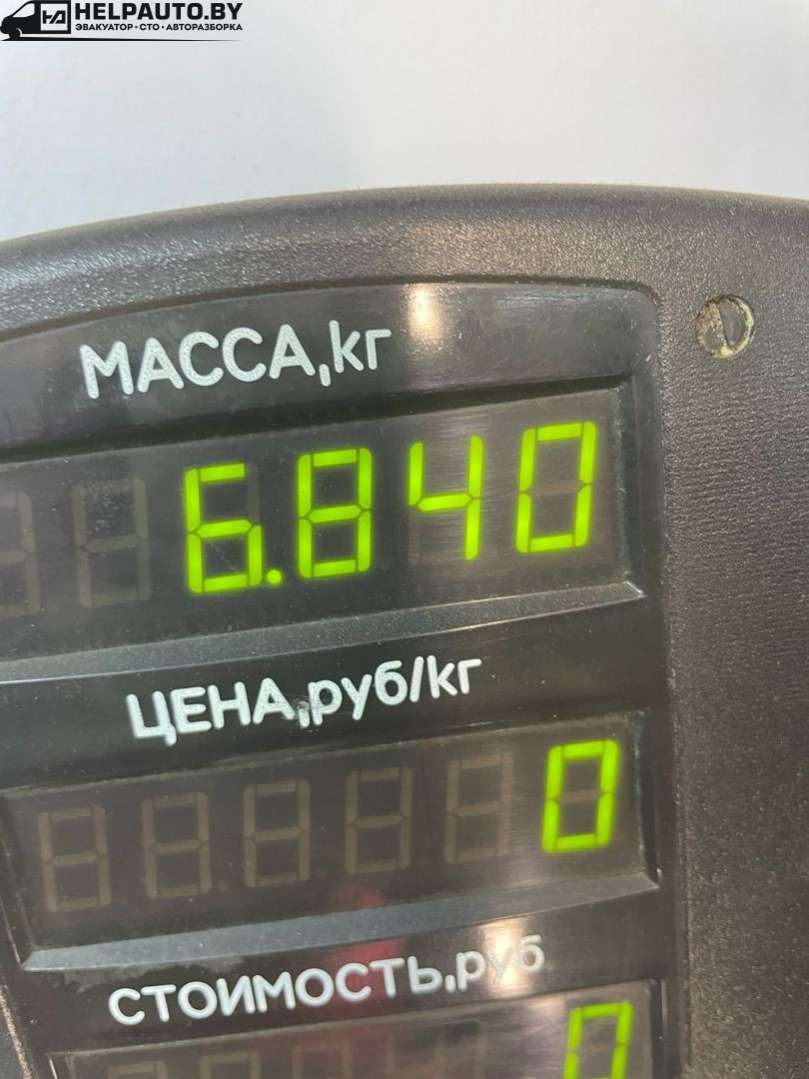 HELPAUTO.BY
ЭВАКУАТОР • СТО • АВТОРАЗБОРКА
МАССА,кг
6.840
ЦЕНА,руб/кг
0
СТОИМОСТЬ,руб
0